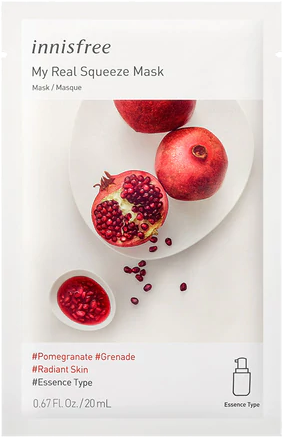 innisfree
My Real Squeeze Mask
Mask / Masque
#Pomegranate #Grenade
#Radiant Skin
#Essence Type
0.67 FL. Oz. / 20 mL
Essence Type